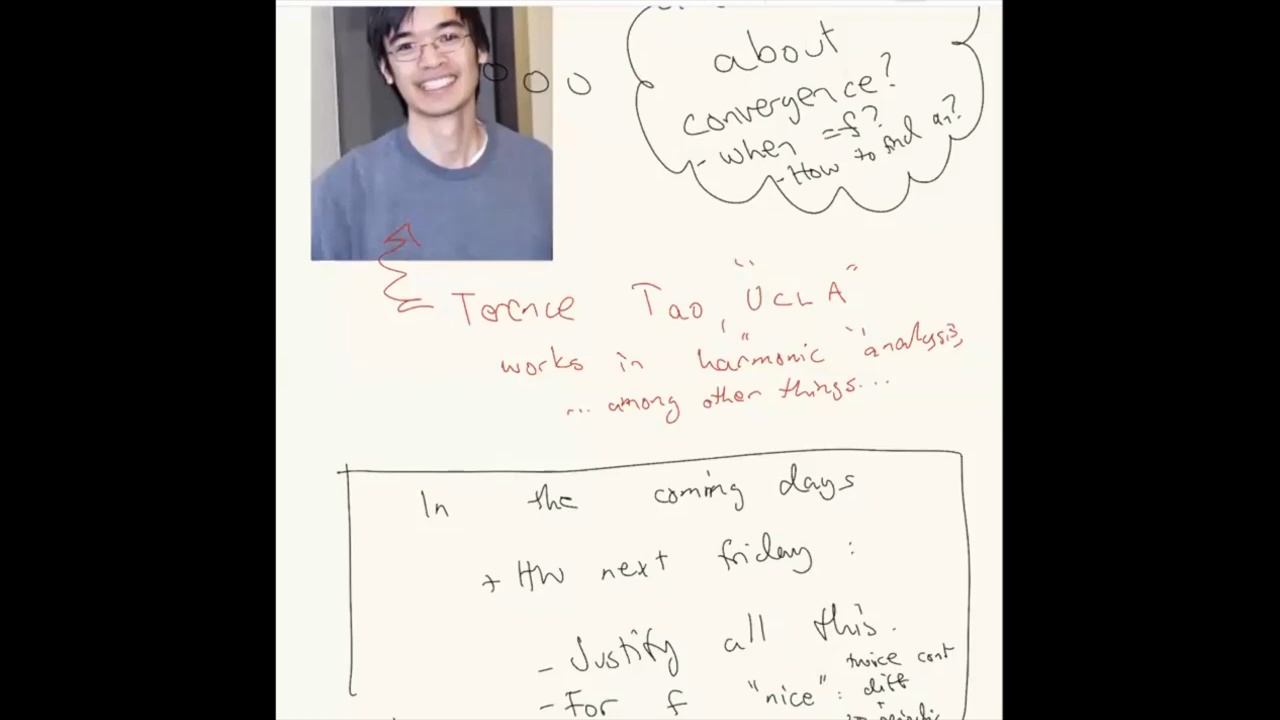 about
convergence?
- when =f?
- How to find aₙ?
Terence Tao, "UCLA"
works in "harmonic" analysis,
... among other things...
In the coming days
+ HW next friday :
- Justify all this.
twice cont
- For f "nice" : diff
+